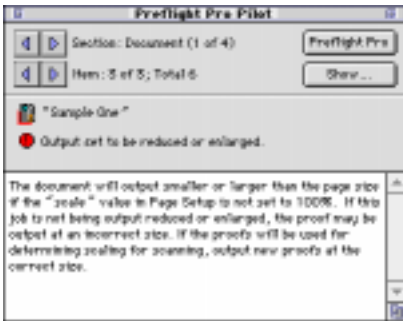 Preflight Pro Pilot
Section: Document (1 of 4)
Preflight Pro
Item: 3 of 3; Total 6
Show...
"Sample One"
Output set to be reduced or enlarged.
The document will output smaller or larger than the page size
if the "scale" value in Page Setup is not set to 100%. If this
job is not being output reduced or enlarged, the proof may be
output at an incorrect size. If the proofs will be used for
determining scaling for scanning, output new proofs at the
correct size.